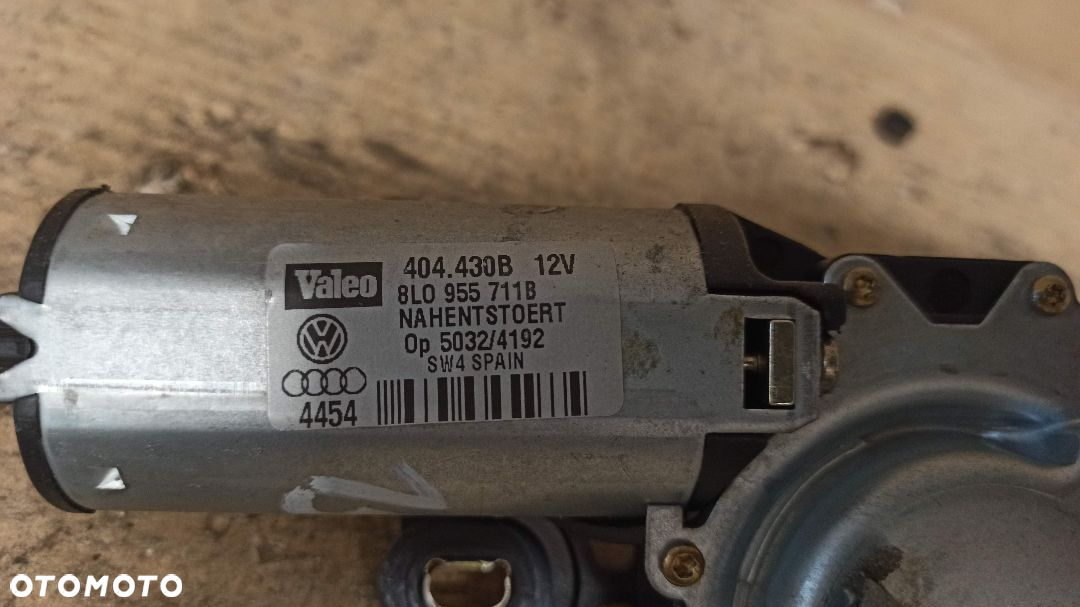 Valeo
404.430B 12V
8L0 955 711B
NAHENTSTOERT
Op 5032/4192
SW4 SPAIN
4454
OTOMOTO